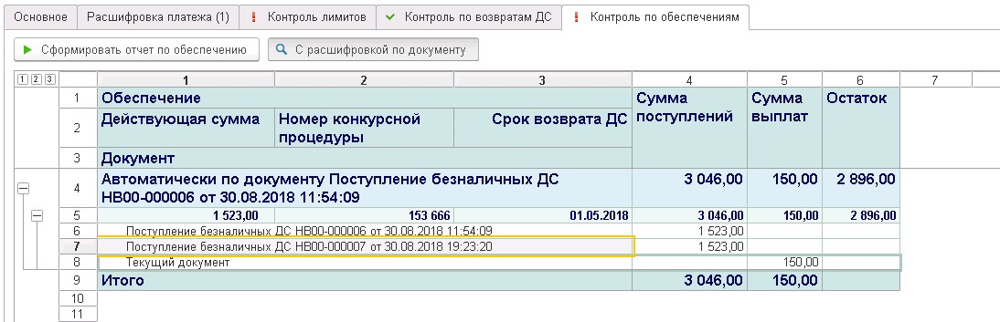 Основное Расшифровка платежа (1) Контроль лимитов Контроль по возвратам ДС Контроль по обеспечениям
Сформировать отчет по обеспечению С расшифровкой по документу
1 2 3 1 2 3 4 5 6 7
1 Обеспечение Сумма поступлений Сумма выплат Остаток
2 Действующая сумма Номер конкурсной процедуры Срок возврата ДС
3 Документ
4 Автоматически по документу Поступление безналичных ДС 3 046,00 150,00 2 896,00
НВ00-000006 от 30.08.2018 11:54:09
5 1 523,00 153 666 01.05.2018 3 046,00 150,00 2 896,00
6 Поступление безналичных ДС НВ00-000006 от 30.08.2018 11:54:09 1 523,00
7 Поступление безналичных ДС НВ00-000007 от 30.08.2018 19:23:20 1 523,00
8 Текущий документ 150,00
9 Итого 3 046,00 150,00
10
11